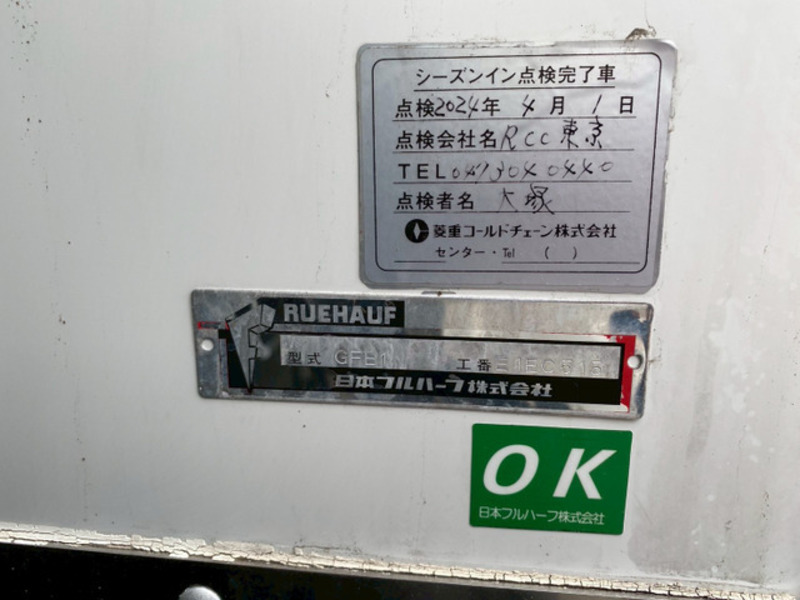 シーズンイン点検完了車
点検2024年 4月 1日
点検会社名 RCC東京
TEL
点検者名 大塚
菱重コールドチェーン株式会社
センター・Tel ( )
RUEHAUF
型式 工番
日本フルハーフ株式会社
OK
日本フルハーフ株式会社